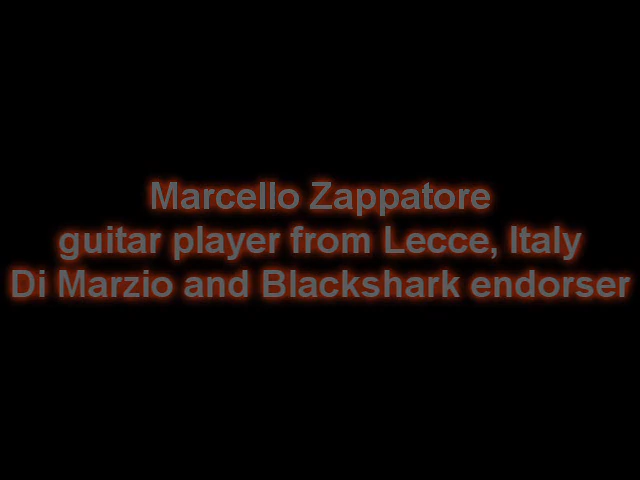 Marcello Zappatore
guitar player from Lecce, Italy
Di Marzio and Blackshark endorser